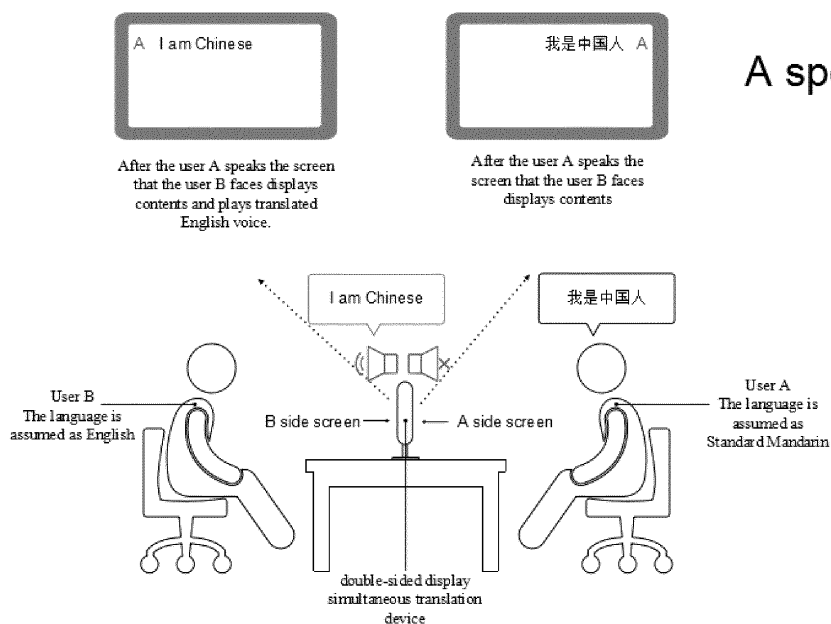 A I am Chinese
我是中国人 A
A sp
After the user A speaks the screen
that the user B faces displays
contents and plays translated
English voice.
After the user A speaks the
screen that the user B faces
displays contents
I am Chinese
我是中国人
User B
The language is
assumed as English
B side screen
A side screen
User A
The language is
assumed as
Standard Mandarin
double-sided display
simultaneous translation
device